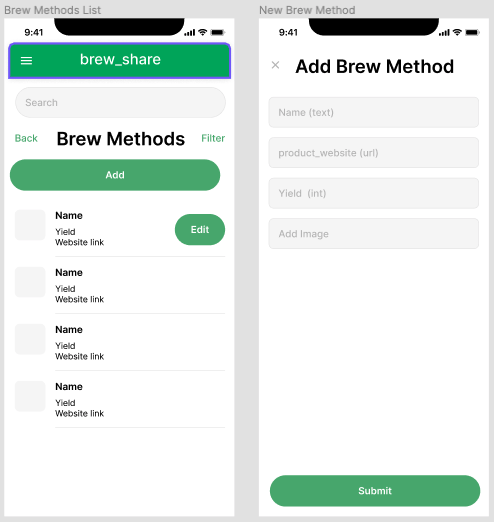 Brew Methods List
9:41
brew_share
Search
Back
Brew Methods
Filter
Add
Name
Yield
Website link
Edit
Name
Yield
Website link
Name
Yield
Website link
Name
Yield
Website link
New Brew Method
9:41
Add Brew Method
Name (text)
product_website (url)
Yield (int)
Add Image
Submit